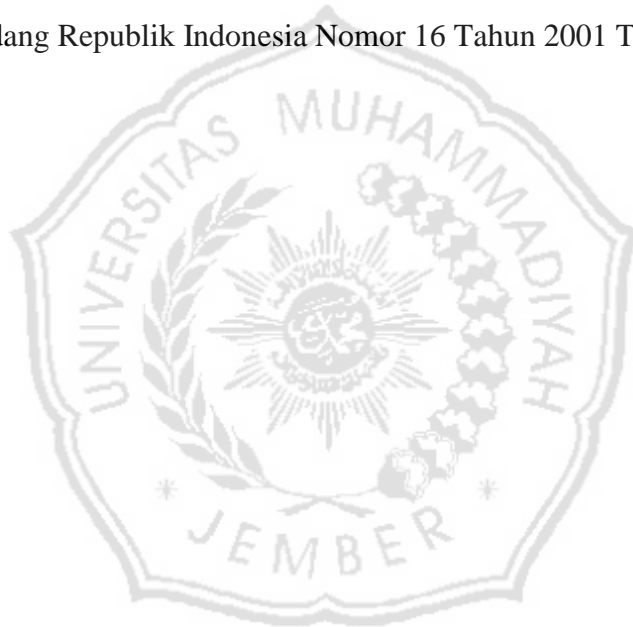 dang Republik Indonesia Nomor 16 Tahun 2001 T
UNIVERSITAS MUHAMMADIYAH
JEMBER